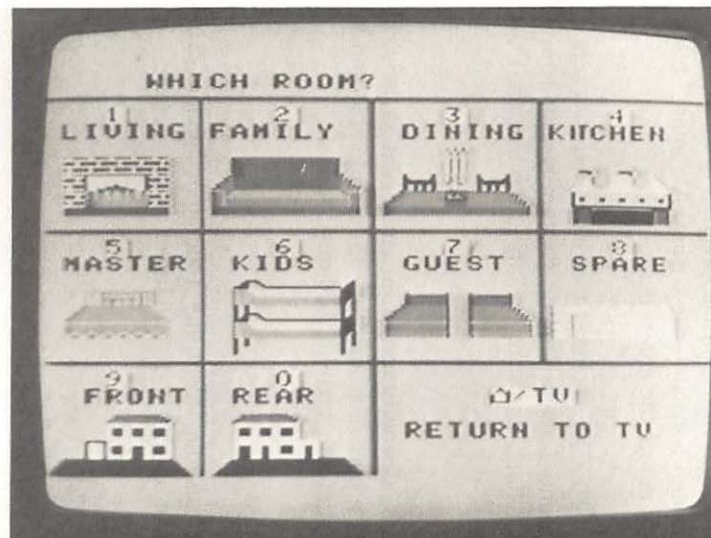 WHICH ROOM?
1 2 3 4
LIVING FAMILY DINING KITCHEN
5 6 7 8
MASTER KIDS GUEST SPARE
9 0
FRONT REAR
⌂/TV
RETURN TO TV